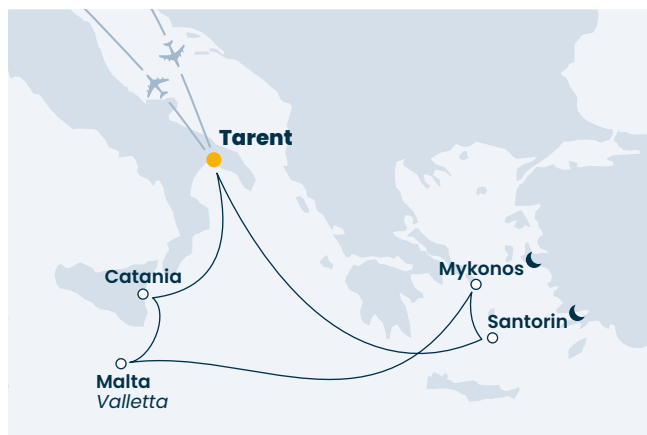 Tarent
Catania
Mykonos
Santorin
Malta
Valletta